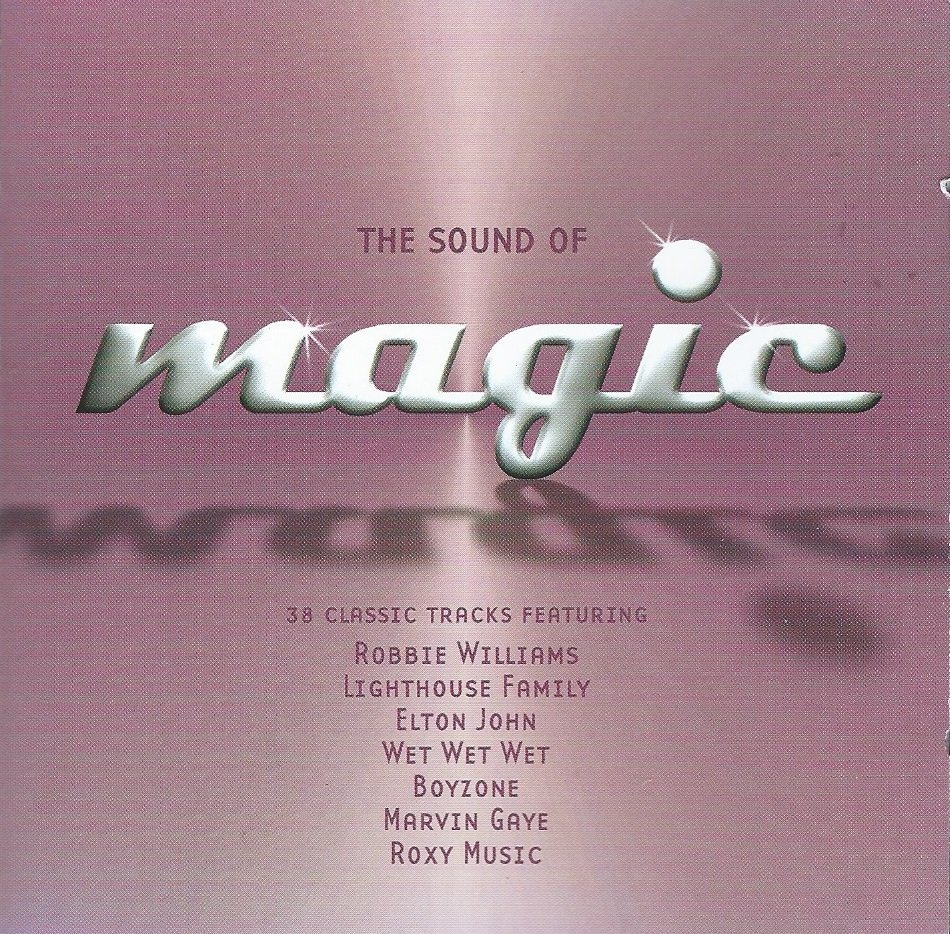 THE SOUND OF
magic
38 CLASSIC TRACKS FEATURING
ROBBIE WILLIAMS
LIGHTHOUSE FAMILY
ELTON JOHN
WET WET WET
BOYZONE
MARVIN GAYE
ROXY MUSIC